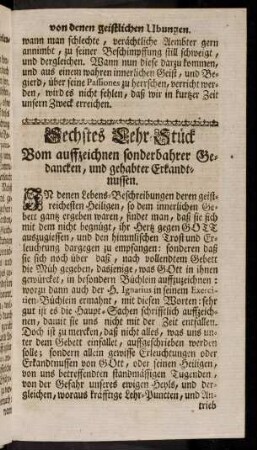 von denen geistlichen Ubungen.
wann man schlechte, verächtliche Aembter gern
annimbt, zu seiner Beschimpffung still schweigt,
und dergleichen. Wann nun diese darzu kommen,
und aus einem wahren innerlichen Geist, und Be-
gierd, über seine Passiones zu herrschen, verricht wer-
den, wird es nicht fehlen, daß wir in kurtzer Zeit
unsern Zweck erreichen.
Sechstes Lehr-Stück
Vom auffzeichnen sonderbahrer Ge-
dancken, und gehabter Erkandt-
nussen.
IN denen Lebens-Beschreibungen deren geist-
reichesten Heiligen, so dem innerlichen Ge-
bett gantz ergeben waren, findet man, daß sie sich
mit dem nicht begnügt, ihr Hertz gegen GOTT
auszugiessen, und den himmlischen Trost und Er-
leuchtung dargegen zu empfangen: sondern daß
sie sich noch über daß, nach vollendtem Gebett
die Müh gegeben, dasjenige, was GOtt in ihnen
gewürcket, in besondern Büchlein auffzuzeichnen:
worzu dann auch der H. Ignatius in seinem Exerci-
tien-Büchlein ermahnt, mit diesen Worten: sehr
gut ist es die Haupt-Sachen schrifftlich auffzeich-
nen, damit sie uns nicht mit der Zeit entfallen.
Doch ist zu mercken, daß nicht alles, was uns un-
ter dem Gebett einfallet, auffgeschrieben werden
solle; sondern allein gewisse Erleuchtungen oder
Erkandtnussen von GOtt, oder seinen Heiligen,
von uns betreffendten standmässigen Tugenden,
von der Gefahr unseres ewigen Heyls, und der-
gleichen, woraus kräfftige Lehr-Puncten, und An-
trieb